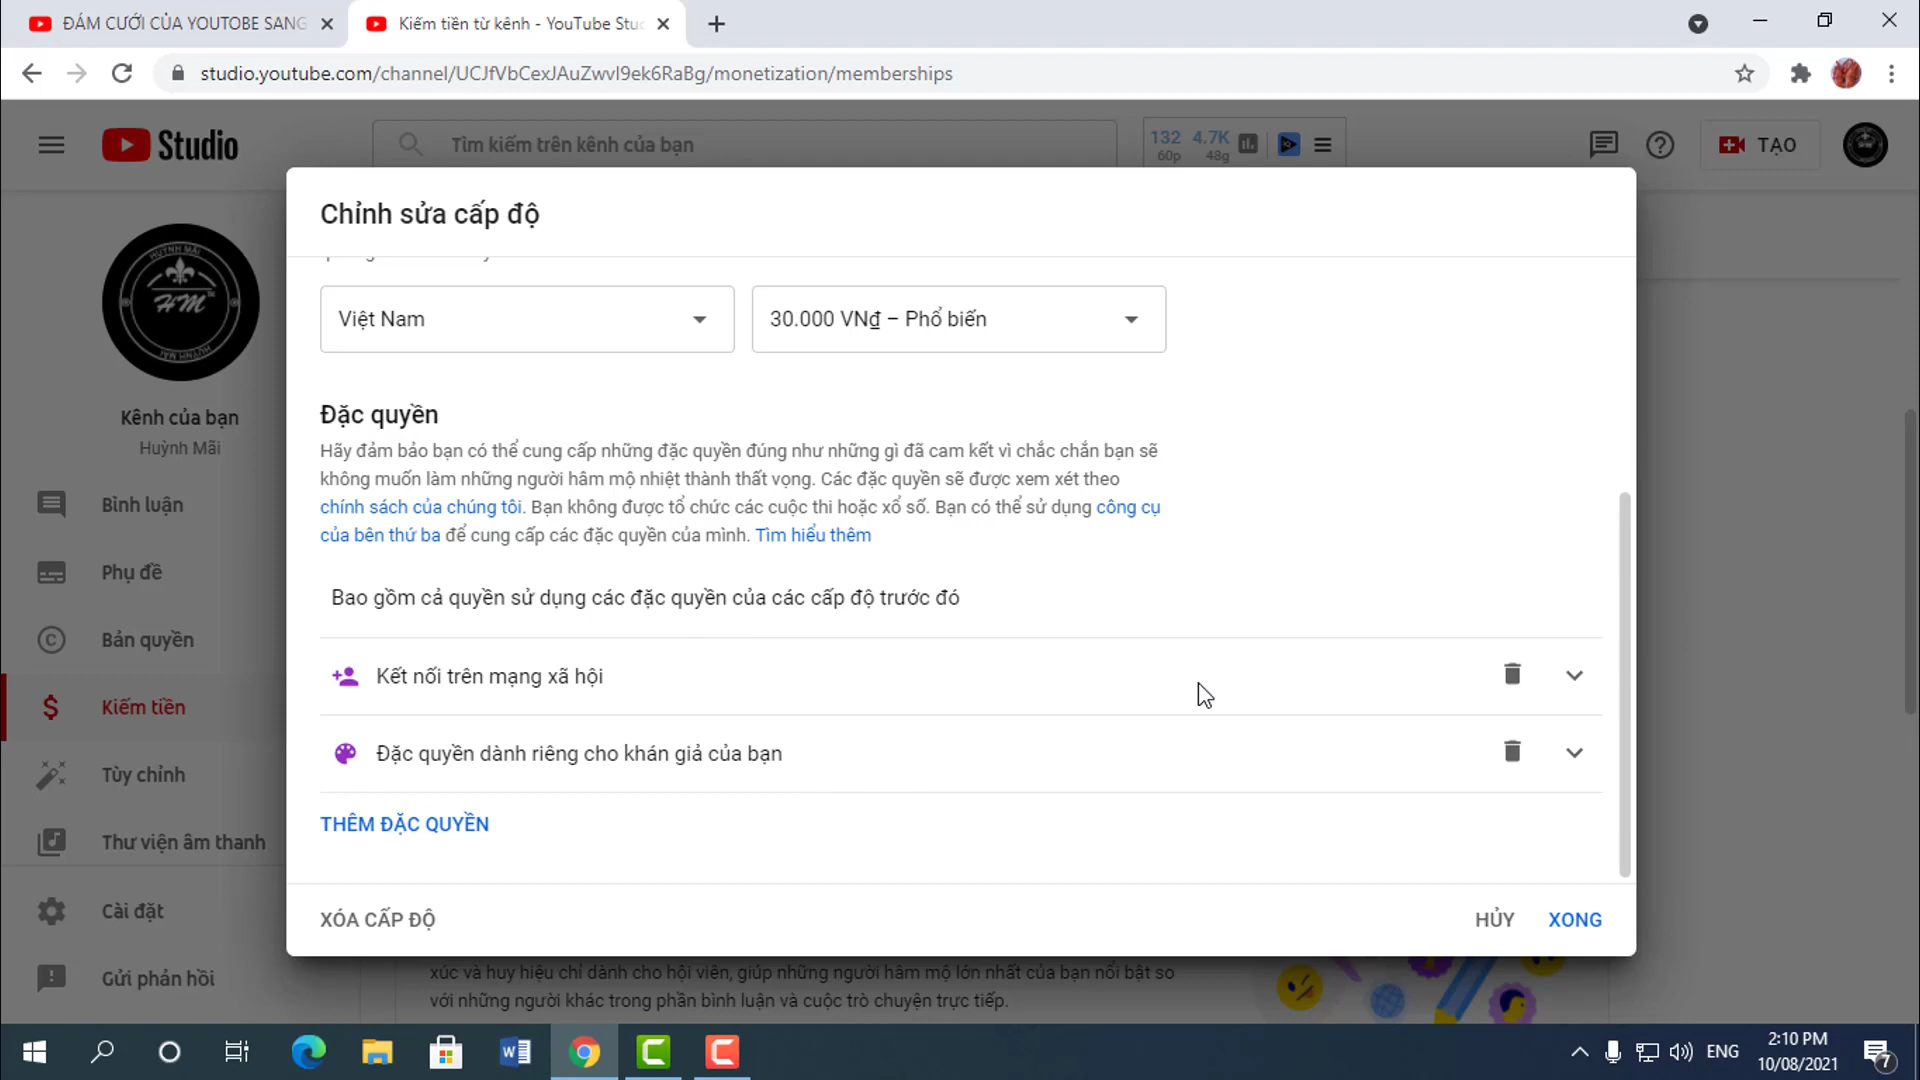 ĐÁM CƯỚI CỦA YOUTOBE SANG
Kiếm tiền từ kênh - YouTube Stu
studio.youtube.com/channel/UCJfVbCexJAuZwvI9ek6RaBg/monetization/memberships
Studio
Tìm kiếm trên kênh của bạn
132 4.7K
60p 48g
TẠO
Chỉnh sửa cấp độ
Việt Nam
30.000 VN₫ – Phổ biến
HUỲNH MÃI
HM
HUỲNH MÃI
Kênh của bạn
Huỳnh Mãi
Bình luận
Phụ đề
Bản quyền
Kiếm tiền
Tùy chỉnh
Thư viện âm thanh
Cài đặt
Gửi phản hồi
Đặc quyền
Hãy đảm bảo bạn có thể cung cấp những đặc quyền đúng như những gì đã cam kết vì chắc chắn bạn sẽ
không muốn làm những người hâm mộ nhiệt thành thất vọng. Các đặc quyền sẽ được xem xét theo
chính sách của chúng tôi. Bạn không được tổ chức các cuộc thi hoặc xổ số. Bạn có thể sử dụng công cụ
của bên thứ ba để cung cấp các đặc quyền của mình. Tìm hiểu thêm
Bao gồm cả quyền sử dụng các đặc quyền của các cấp độ trước đó
Kết nối trên mạng xã hội
Đặc quyền dành riêng cho khán giả của bạn
THÊM ĐẶC QUYỀN
XÓA CẤP ĐỘ
HỦY
XONG
xúc và huy hiệu chỉ dành cho hội viên, giúp những người hâm mộ lớn nhất của bạn nổi bật so
với những người khác trong phần bình luận và cuộc trò chuyện trực tiếp.
ENG
2:10 PM
10/08/2021
7